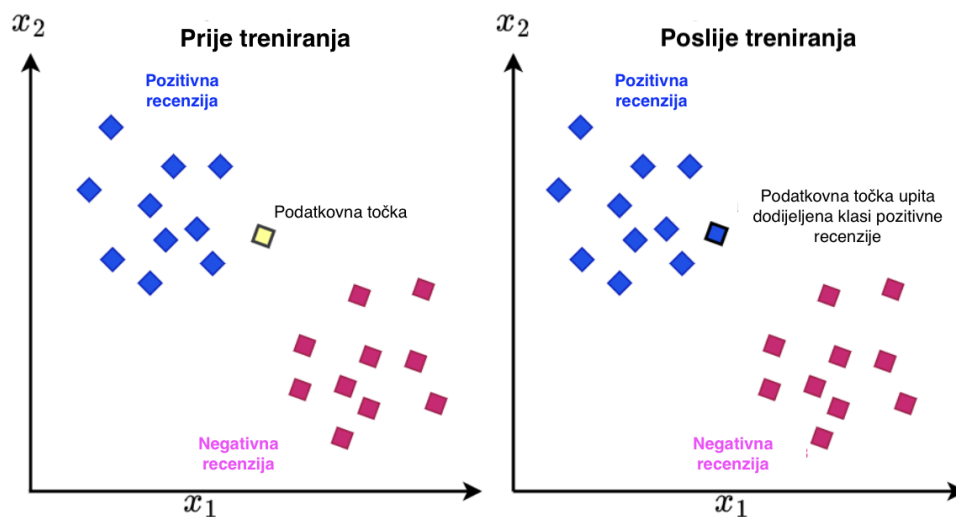 x₂
Prije treniranja
Pozitivna
recenzija
Podatkovna točka
Negativna
recenzija
x₁
x₂
Poslije treniranja
Pozitivna
recenzija
Podatkovna točka upita
dodijeljena klasi pozitivne
recenzije
Negativna
recenzija
x₁